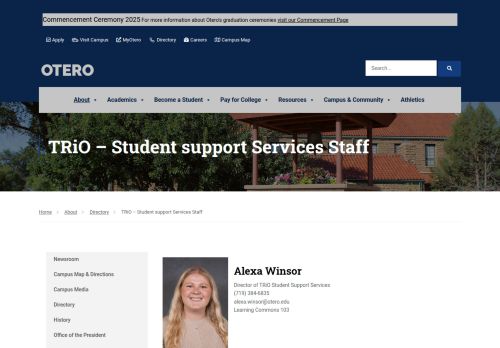 Commencement Ceremony 2025 For more information about Otero's graduation ceremonies visit our Commencement Page
Apply Visit Campus MyOtero Directory Careers Campus Map
OTERO
Search...
About Academics Become a Student Pay for College Resources Campus & Community Athletics
TRiO – Student support Services Staff
Home About Directory TRiO – Student support Services Staff
Newsroom
Campus Map & Directions
Campus Media
Directory
History
Office of the President
Alexa Winsor
Director of TRiO Student Support Services
(719) 384-6835
alexa.winsor@otero.edu
Learning Commons 103